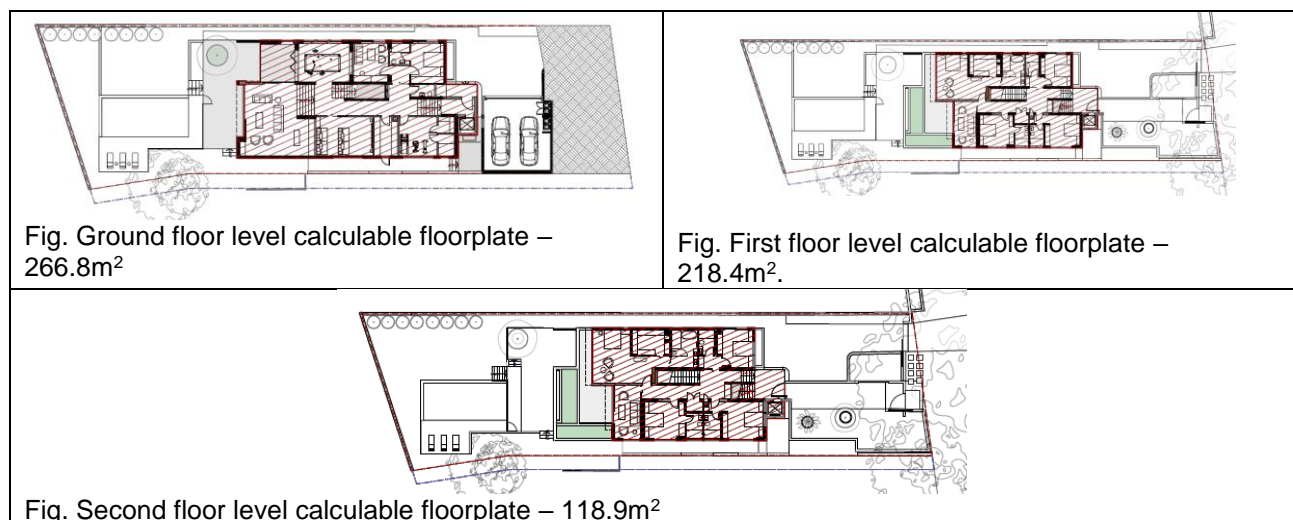 Fig. Ground floor level calculable floorplate –
266.8m²
Fig. First floor level calculable floorplate –
218.4m².
Fig. Second floor level calculable floorplate – 118.9m²